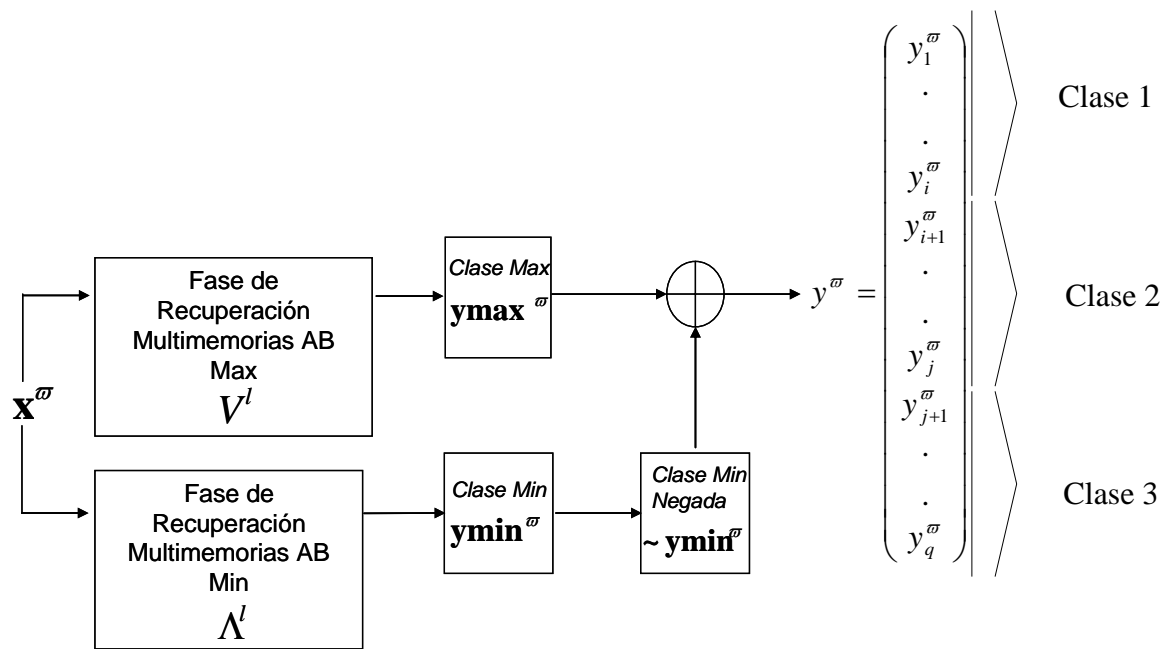 x^ϖ
Fase de
Recuperación
Multimemorias AB
Max
V^l
Clase Max
ymax ^ϖ
Fase de
Recuperación
Multimemorias AB
Min
Λ^l
Clase Min
ymin^ϖ
Clase Min
Negada
~ ymin^ϖ
y^ϖ =
y_1^ϖ
.
.
y_i^ϖ
y_{i+1}^ϖ
.
.
y_j^ϖ
y_{j+1}^ϖ
.
.
y_q^ϖ
Clase 1
Clase 2
Clase 3